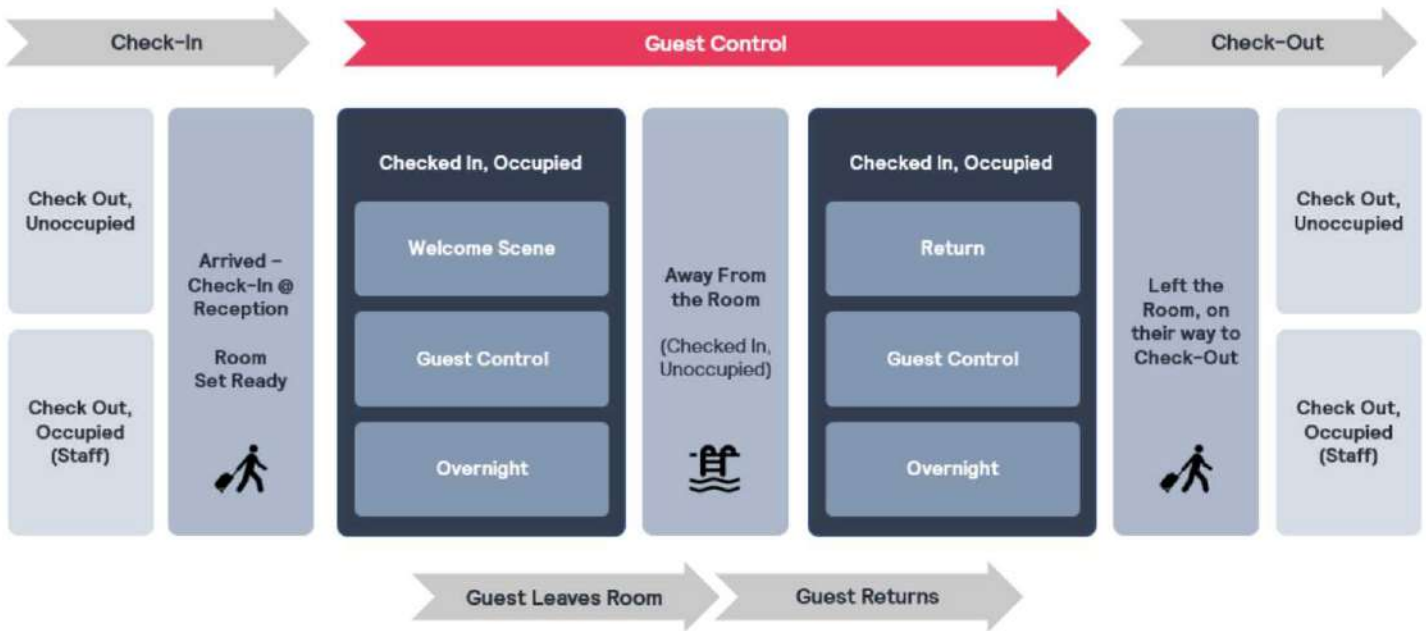 Check-In
Guest Control
Check-Out
Check Out,
Unoccupied
Check Out,
Occupied
(Staff)
Arrived –
Check-In @
Reception
Room
Set Ready
Checked In, Occupied
Welcome Scene
Guest Control
Overnight
Away From
the Room
(Checked In,
Unoccupied)
Checked In, Occupied
Return
Guest Control
Overnight
Left the
Room, on
their way to
Check-Out
Check Out,
Unoccupied
Check Out,
Occupied
(Staff)
Guest Leaves Room
Guest Returns